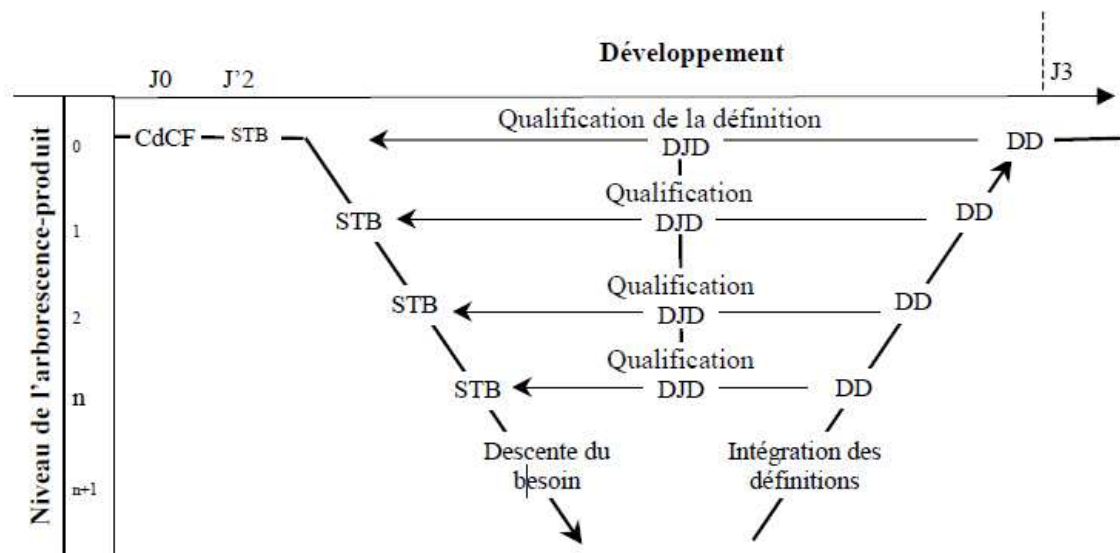 Développement
J0
J’2
J3
Niveau de l’arborescence-produit
0
CdCF
STB
Qualification de la définition
DJD
DD
1
STB
Qualification
DJD
DD
2
STB
Qualification
DJD
DD
n
STB
Qualification
DJD
DD
n+1
Descente du
besoin
Intégration des
définitions